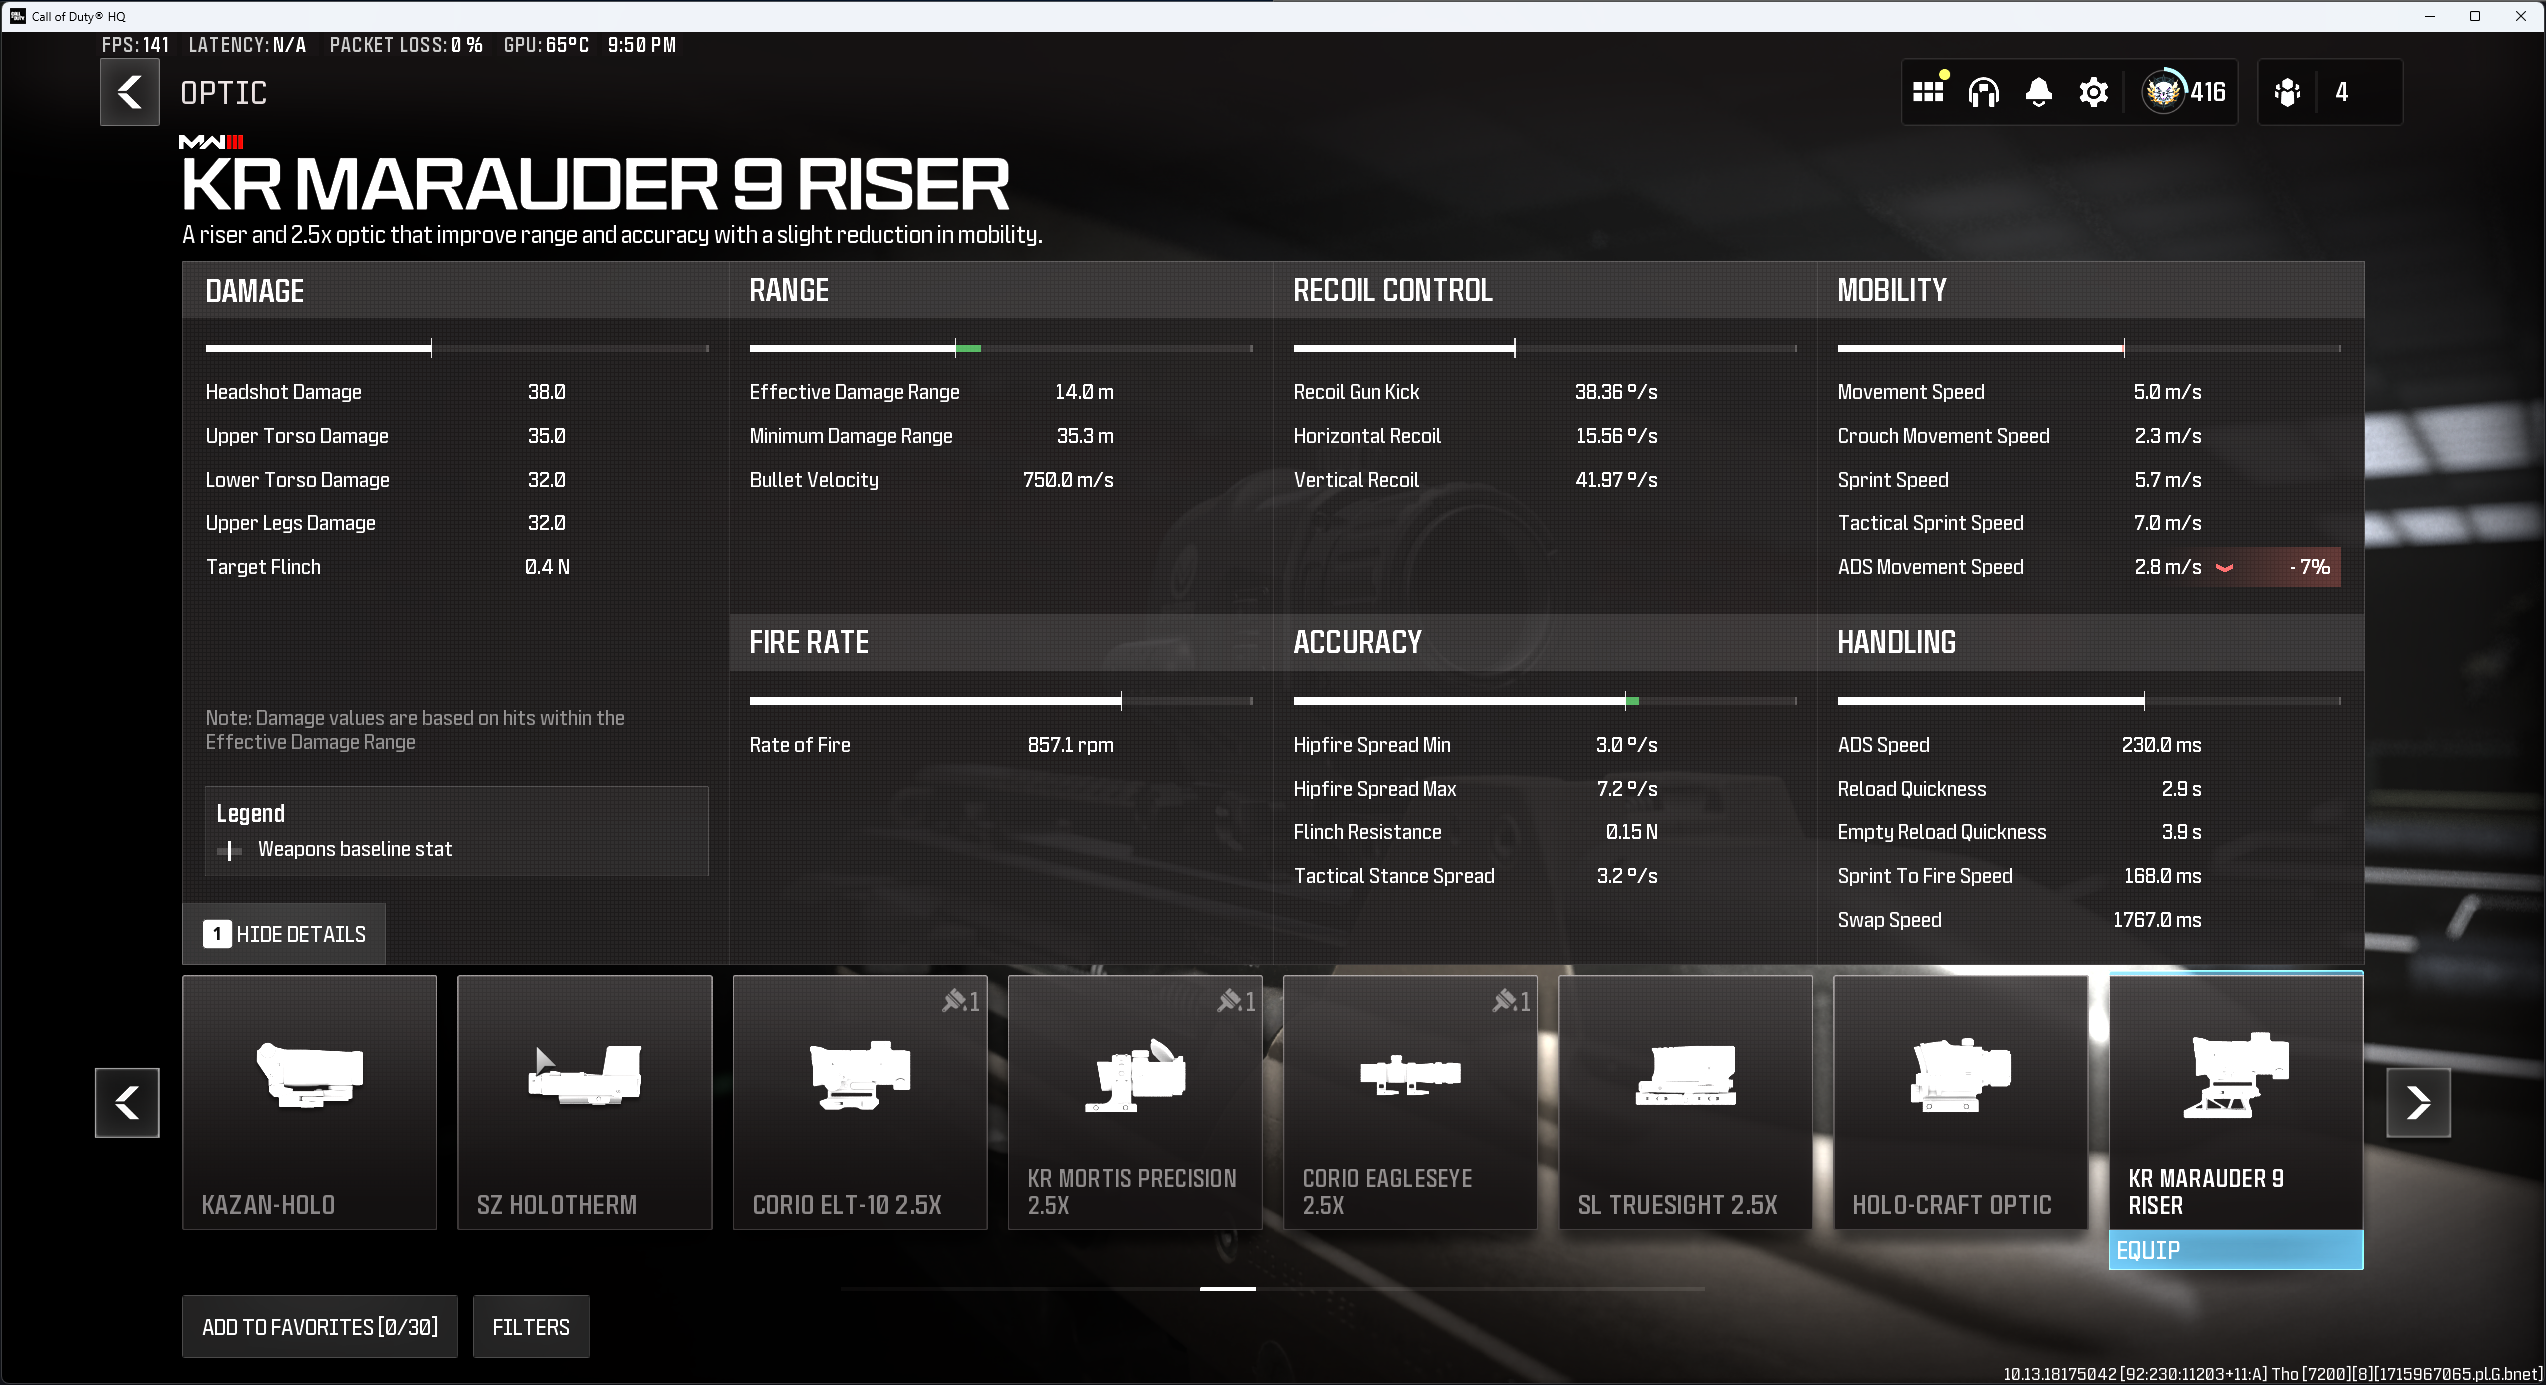 Call of Duty® HQ
FPS: 141 LATENCY: N/A PACKET LOSS: 0 % GPU: 65ºC 9:50 PM
OPTIC
416
4
MWIII
KR MARAUDER 9 RISER
A riser and 2.5x optic that improve range and accuracy with a slight reduction in mobility.
DAMAGE
Headshot Damage 38.0
Upper Torso Damage 35.0
Lower Torso Damage 32.0
Upper Legs Damage 32.0
Target Flinch 0.4 N
Note: Damage values are based on hits within the
Effective Damage Range
Legend
Weapons baseline stat
1 HIDE DETAILS
RANGE
Effective Damage Range 14.0 m
Minimum Damage Range 35.3 m
Bullet Velocity 750.0 m/s
FIRE RATE
Rate of Fire 857.1 rpm
RECOIL CONTROL
Recoil Gun Kick 38.36 º/s
Horizontal Recoil 15.56 º/s
Vertical Recoil 41.97 º/s
ACCURACY
Hipfire Spread Min 3.0 º/s
Hipfire Spread Max 7.2 º/s
Flinch Resistance 0.15 N
Tactical Stance Spread 3.2 º/s
MOBILITY
Movement Speed 5.0 m/s
Crouch Movement Speed 2.3 m/s
Sprint Speed 5.7 m/s
Tactical Sprint Speed 7.0 m/s
ADS Movement Speed 2.8 m/s - 7%
HANDLING
ADS Speed 230.0 ms
Reload Quickness 2.9 s
Empty Reload Quickness 3.9 s
Sprint To Fire Speed 168.0 ms
Swap Speed 1767.0 ms
KAZAN-HOLO
SZ HOLOTHERM
1
CORIO ELT-10 2.5X
1
KR MORTIS PRECISION
2.5X
1
CORIO EAGLESEYE
2.5X
SL TRUESIGHT 2.5X
HOLO-CRAFT OPTIC
KR MARAUDER 9
RISER
EQUIP
ADD TO FAVORITES [0/30]
FILTERS
10.13.18175042 [92:230:11203+11:A] Tho [7200][8][1715967065.pl.G.bnet]